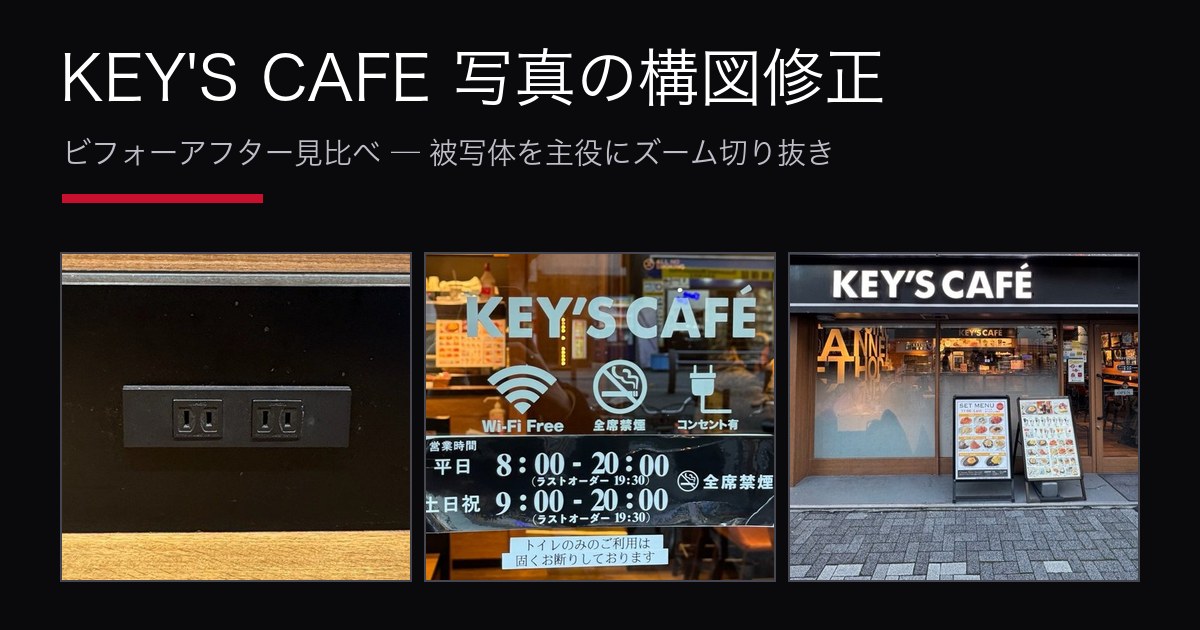 KEY'S CAFE 写真の構図修正
ビフォーアフター見比べ — 被写体を主役にズーム切り抜き
KEY'S CAFÉ
Wi-Fi Free
全席禁煙
コンセント有
営業時間
平日 8:00 - 20:00
(ラストオーダー 19:30)
全席禁煙
土日祝 9:00 - 20:00
(ラストオーダー 19:30)
トイレのみのご利用は
固くお断りしております
KEY'S CAFÉ
KEY'S CAFÉ
SET MENU